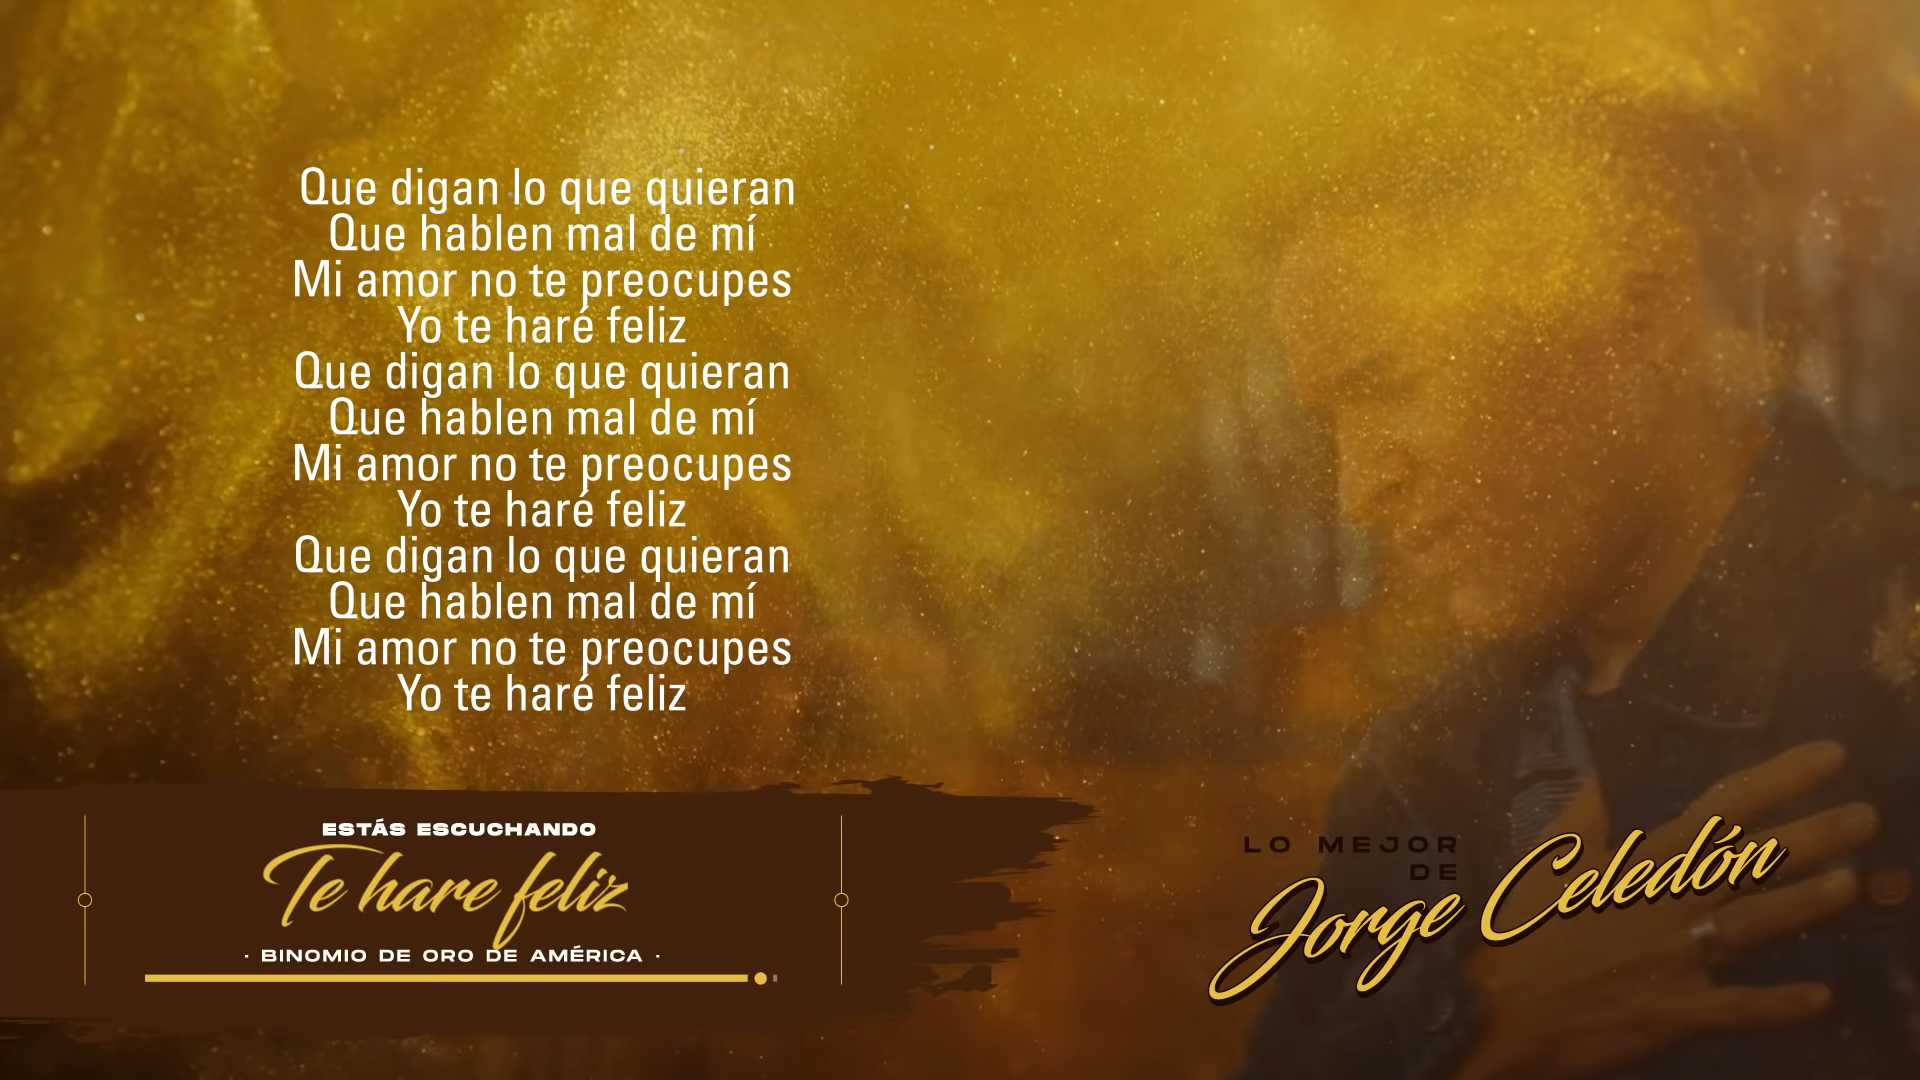 Que digan lo que quieran
Que hablen mal de mí
Mi amor no te preocupes
Yo te haré feliz
Que digan lo que quieran
Que hablen mal de mí
Mi amor no te preocupes
Yo te haré feliz
Que digan lo que quieran
Que hablen mal de mí
Mi amor no te preocupes
Yo te haré feliz
ESTÁS ESCUCHANDO
Te hare feliz
· BINOMIO DE ORO DE AMÉRICA ·
LO MEJOR
DE
Jorge Celedón